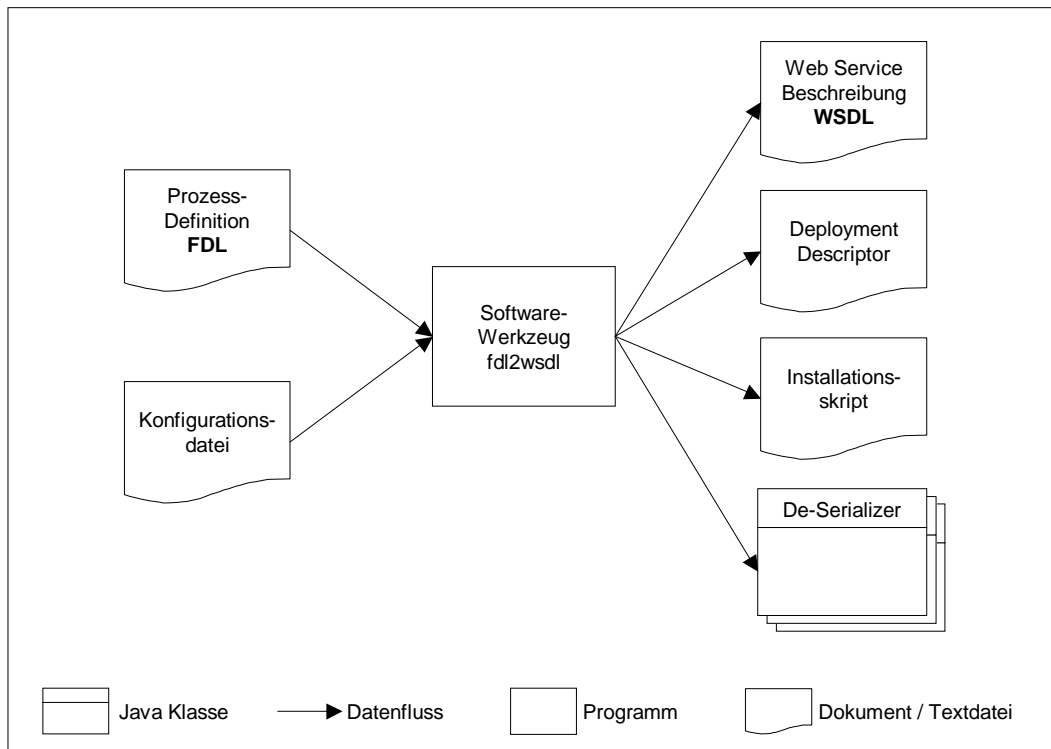 Prozess-
Definition
FDL
Konfigurations-
datei
Software-
Werkzeug
fdl2wsdl
Web Service
Beschreibung
WSDL
Deployment
Descriptor
Installations-
skript
De-Serializer
Java Klasse
Datenfluss
Programm
Dokument / Textdatei